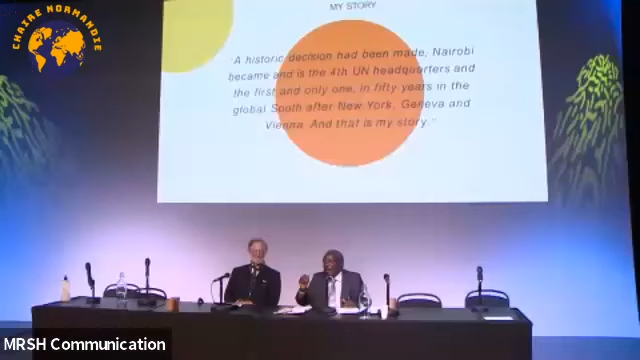 CHAIRE NORMANDIE
MY STORY
"A historic decision had been made, Nairobi
became and is the 4th UN headquarters and
the first and only one, in fifty years in the
global South after New York, Geneva and
Vienna. And that is my story."
MRSH Communication